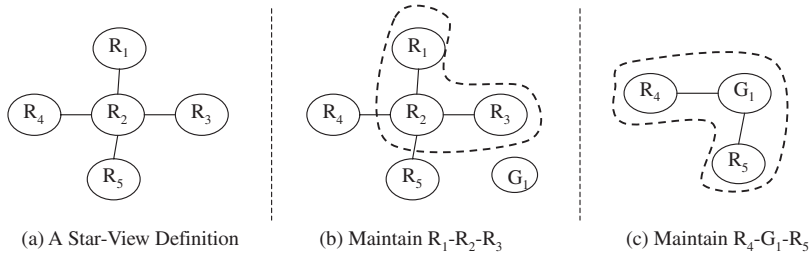 R₁
R₄ R₂ R₃
R₅
(a) A Star-View Definition
R₁
R₄ R₂ R₃
R₅ G₁
(b) Maintain R₁-R₂-R₃
R₄ G₁
R₅
(c) Maintain R₄-G₁-R₅